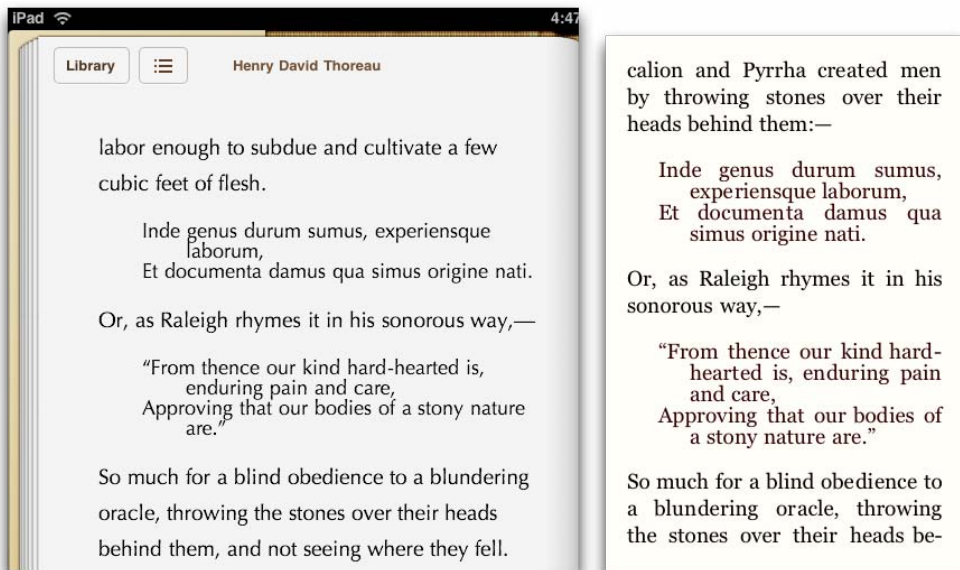 iPad
4:47
Library
Henry David Thoreau
labor enough to subdue and cultivate a few
cubic feet of flesh.
Inde genus durum sumus, experiensque
laborum,
Et documenta damus qua simus origine nati.
Or, as Raleigh rhymes it in his sonorous way,—
“From thence our kind hard-hearted is,
enduring pain and care,
Approving that our bodies of a stony nature
are.”
So much for a blind obedience to a blundering
oracle, throwing the stones over their heads
behind them, and not seeing where they fell.
calion and Pyrrha created men
by throwing stones over their
heads behind them:—
Inde genus durum sumus,
experiensque laborum,
Et documenta damus qua
simus origine nati.
Or, as Raleigh rhymes it in his
sonorous way,—
“From thence our kind hard-
hearted is, enduring pain
and care,
Approving that our bodies of
a stony nature are.”
So much for a blind obedience to
a blundering oracle, throwing
the stones over their heads be-